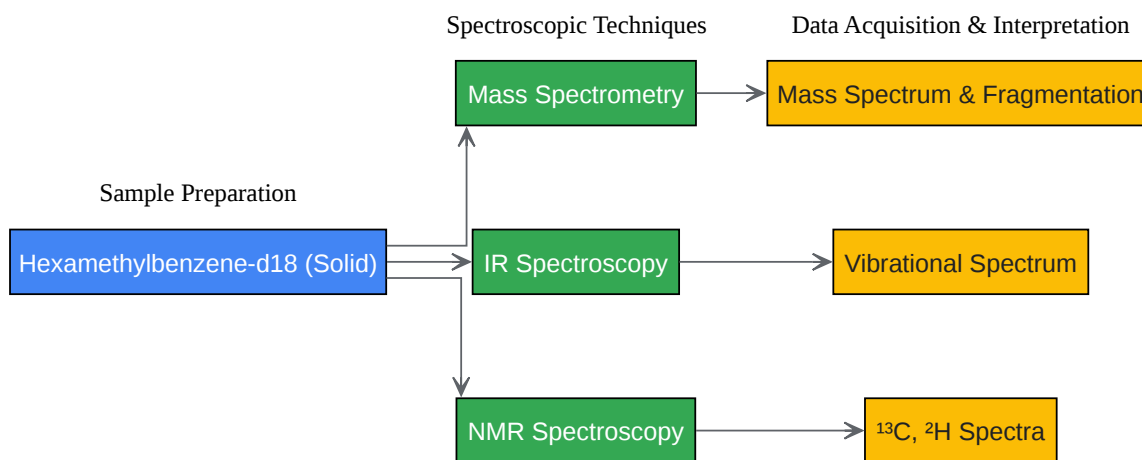 Spectroscopic Techniques
Data Acquisition & Interpretation
Mass Spectrometry
Mass Spectrum & Fragmentation
Sample Preparation
Hexamethylbenzene-d18 (Solid)
IR Spectroscopy
Vibrational Spectrum
NMR Spectroscopy
¹³C, ²H Spectra